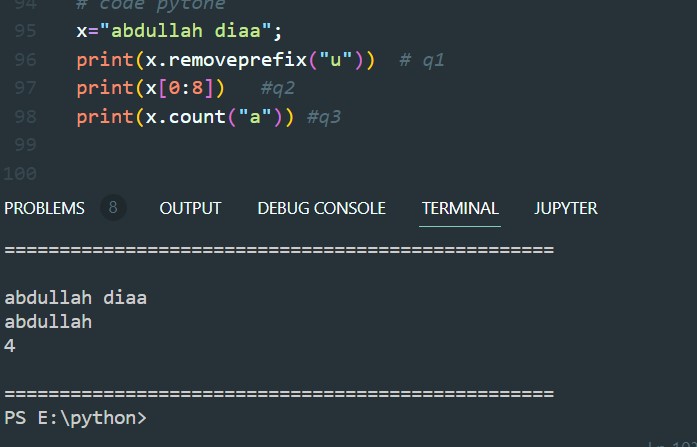 94 # code pytone
95 x="abdullah diaa";
96 print(x.removeprefix("u")) # q1
97 print(x[0:8]) #q2
98 print(x.count("a")) #q3
99
100
PROBLEMS 8 OUTPUT DEBUG CONSOLE TERMINAL JUPYTER
==================================================
abdullah diaa
abdullah
4
==================================================
PS E:\python>